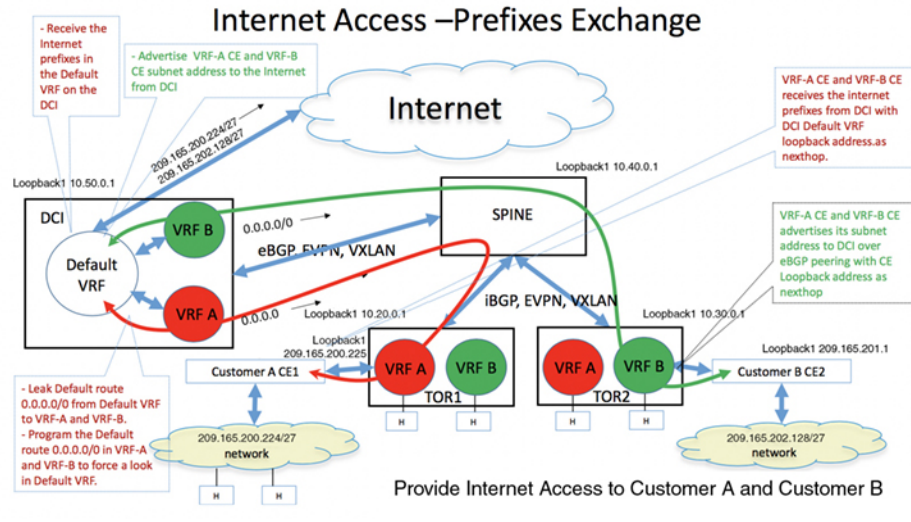 Internet Access –Prefixes Exchange
- Receive the
Internet
prefixes in
the Default
VRF on the
DCI
- Advertise VRF-A CE and VRF-B
CE subnet address to the Internet
from DCI
Internet
209.165.200.224/27
209.165.202.128/27
VRF-A CE and VRF-B CE
receives the internet
prefixes from DCI with
DCI Default VRF
loopback address.as
nexthop.
Loopback1 10.50.0.1
Loopback1 10.40.0.1
DCI
VRF B
Default
VRF
VRF A
0.0.0.0/0
eBGP, EVPN, VXLAN
0.0.0.0
SPINE
VRF-A CE and VRF-B CE
advertises its subnet
address to DCI over
eBGP peering with CE
Loopback address as
nexthop
iBGP, EVPN, VXLAN
Loopback1 10.20.0.1
Loopback1 10.30.0.1
Loopback1
209.165.200.225
Loopback1 209.165.201.1
Customer A CE1
VRF A
VRF B
TOR1
H
H
VRF A
VRF B
TOR2
H
H
Customer B CE2
- Leak Default route
0.0.0.0/0 from Default VRF
to VRF-A and VRF-B.
- Program the Default
route 0.0.0.0/0 in VRF-A
and VRF-B to force a look
in Default VRF.
209.165.200.224/27
network
H
H
209.165.202.128/27
network
Provide Internet Access to Customer A and Customer B